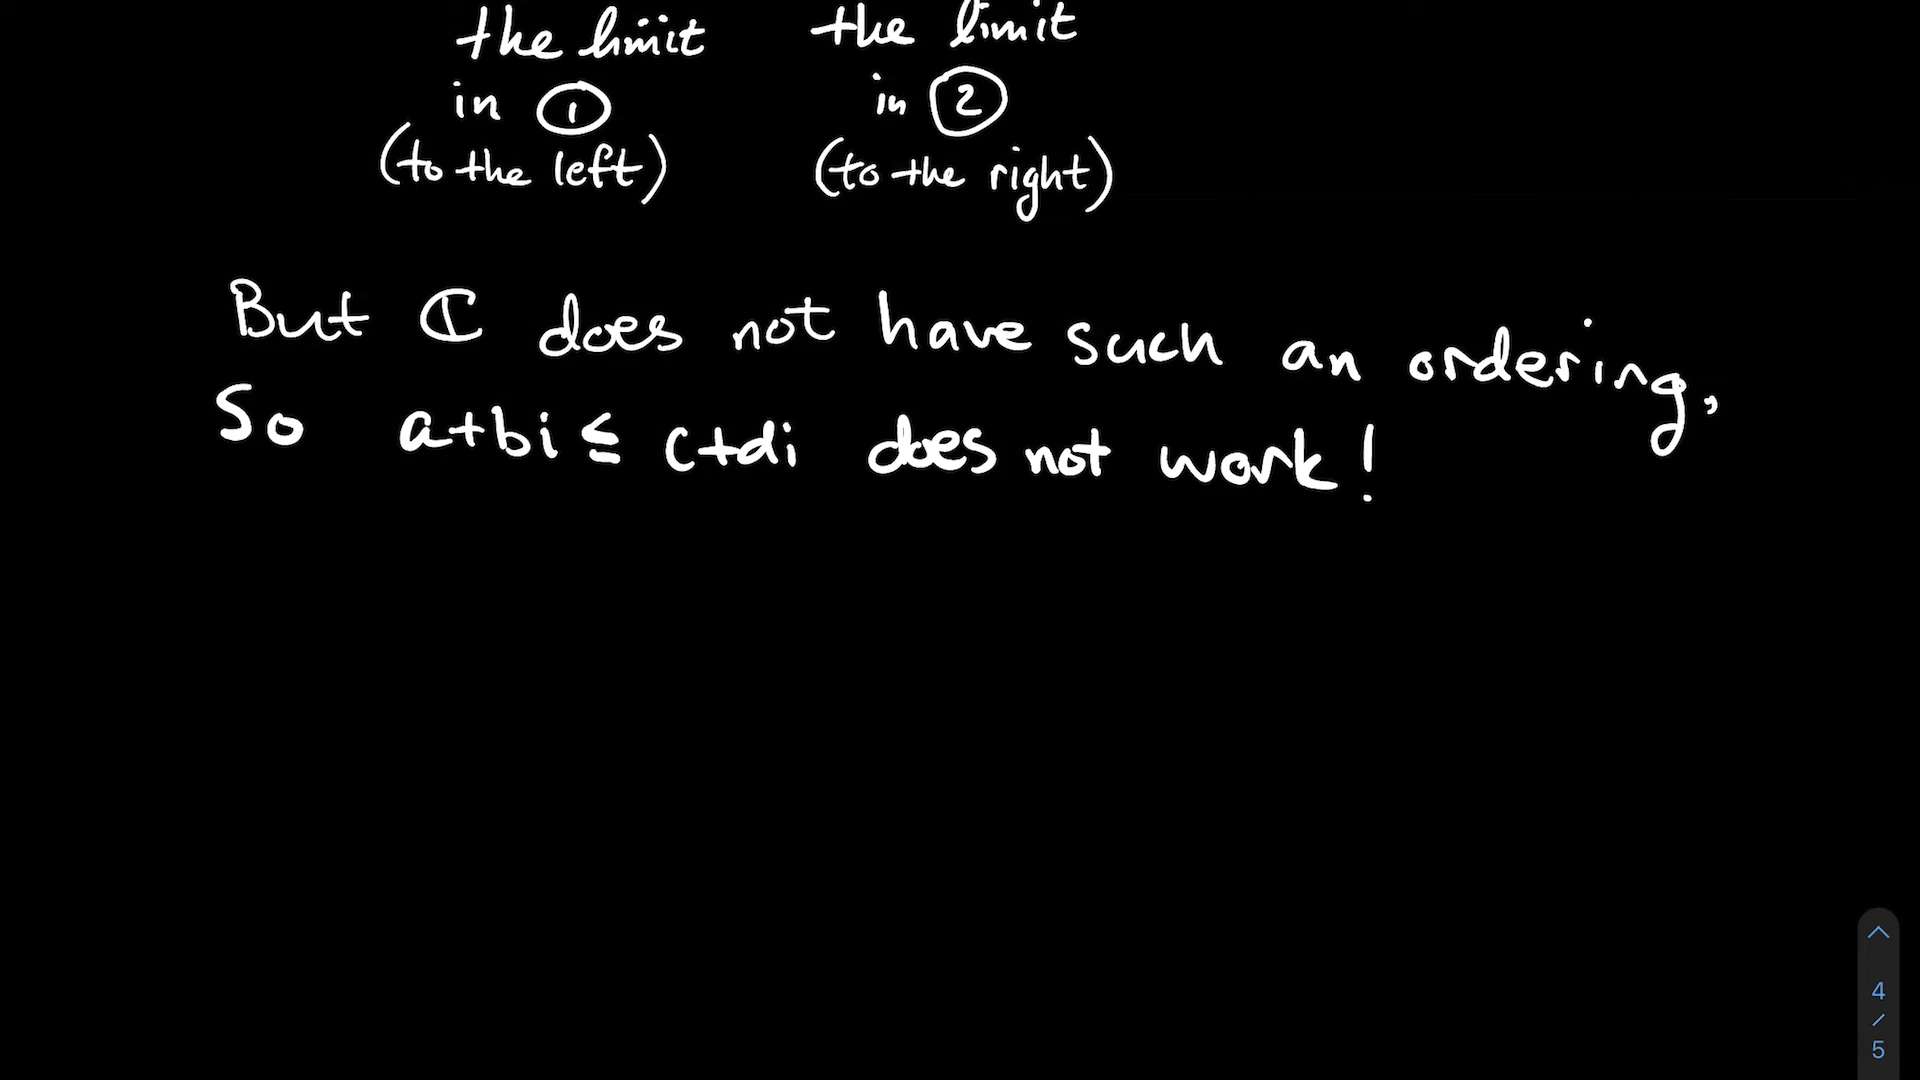 the limit the limit
in ① in ②
(to the left) (to the right)
But ℂ does not have such an ordering,
So a+bi ≤ c+di does not work!
4
/
5